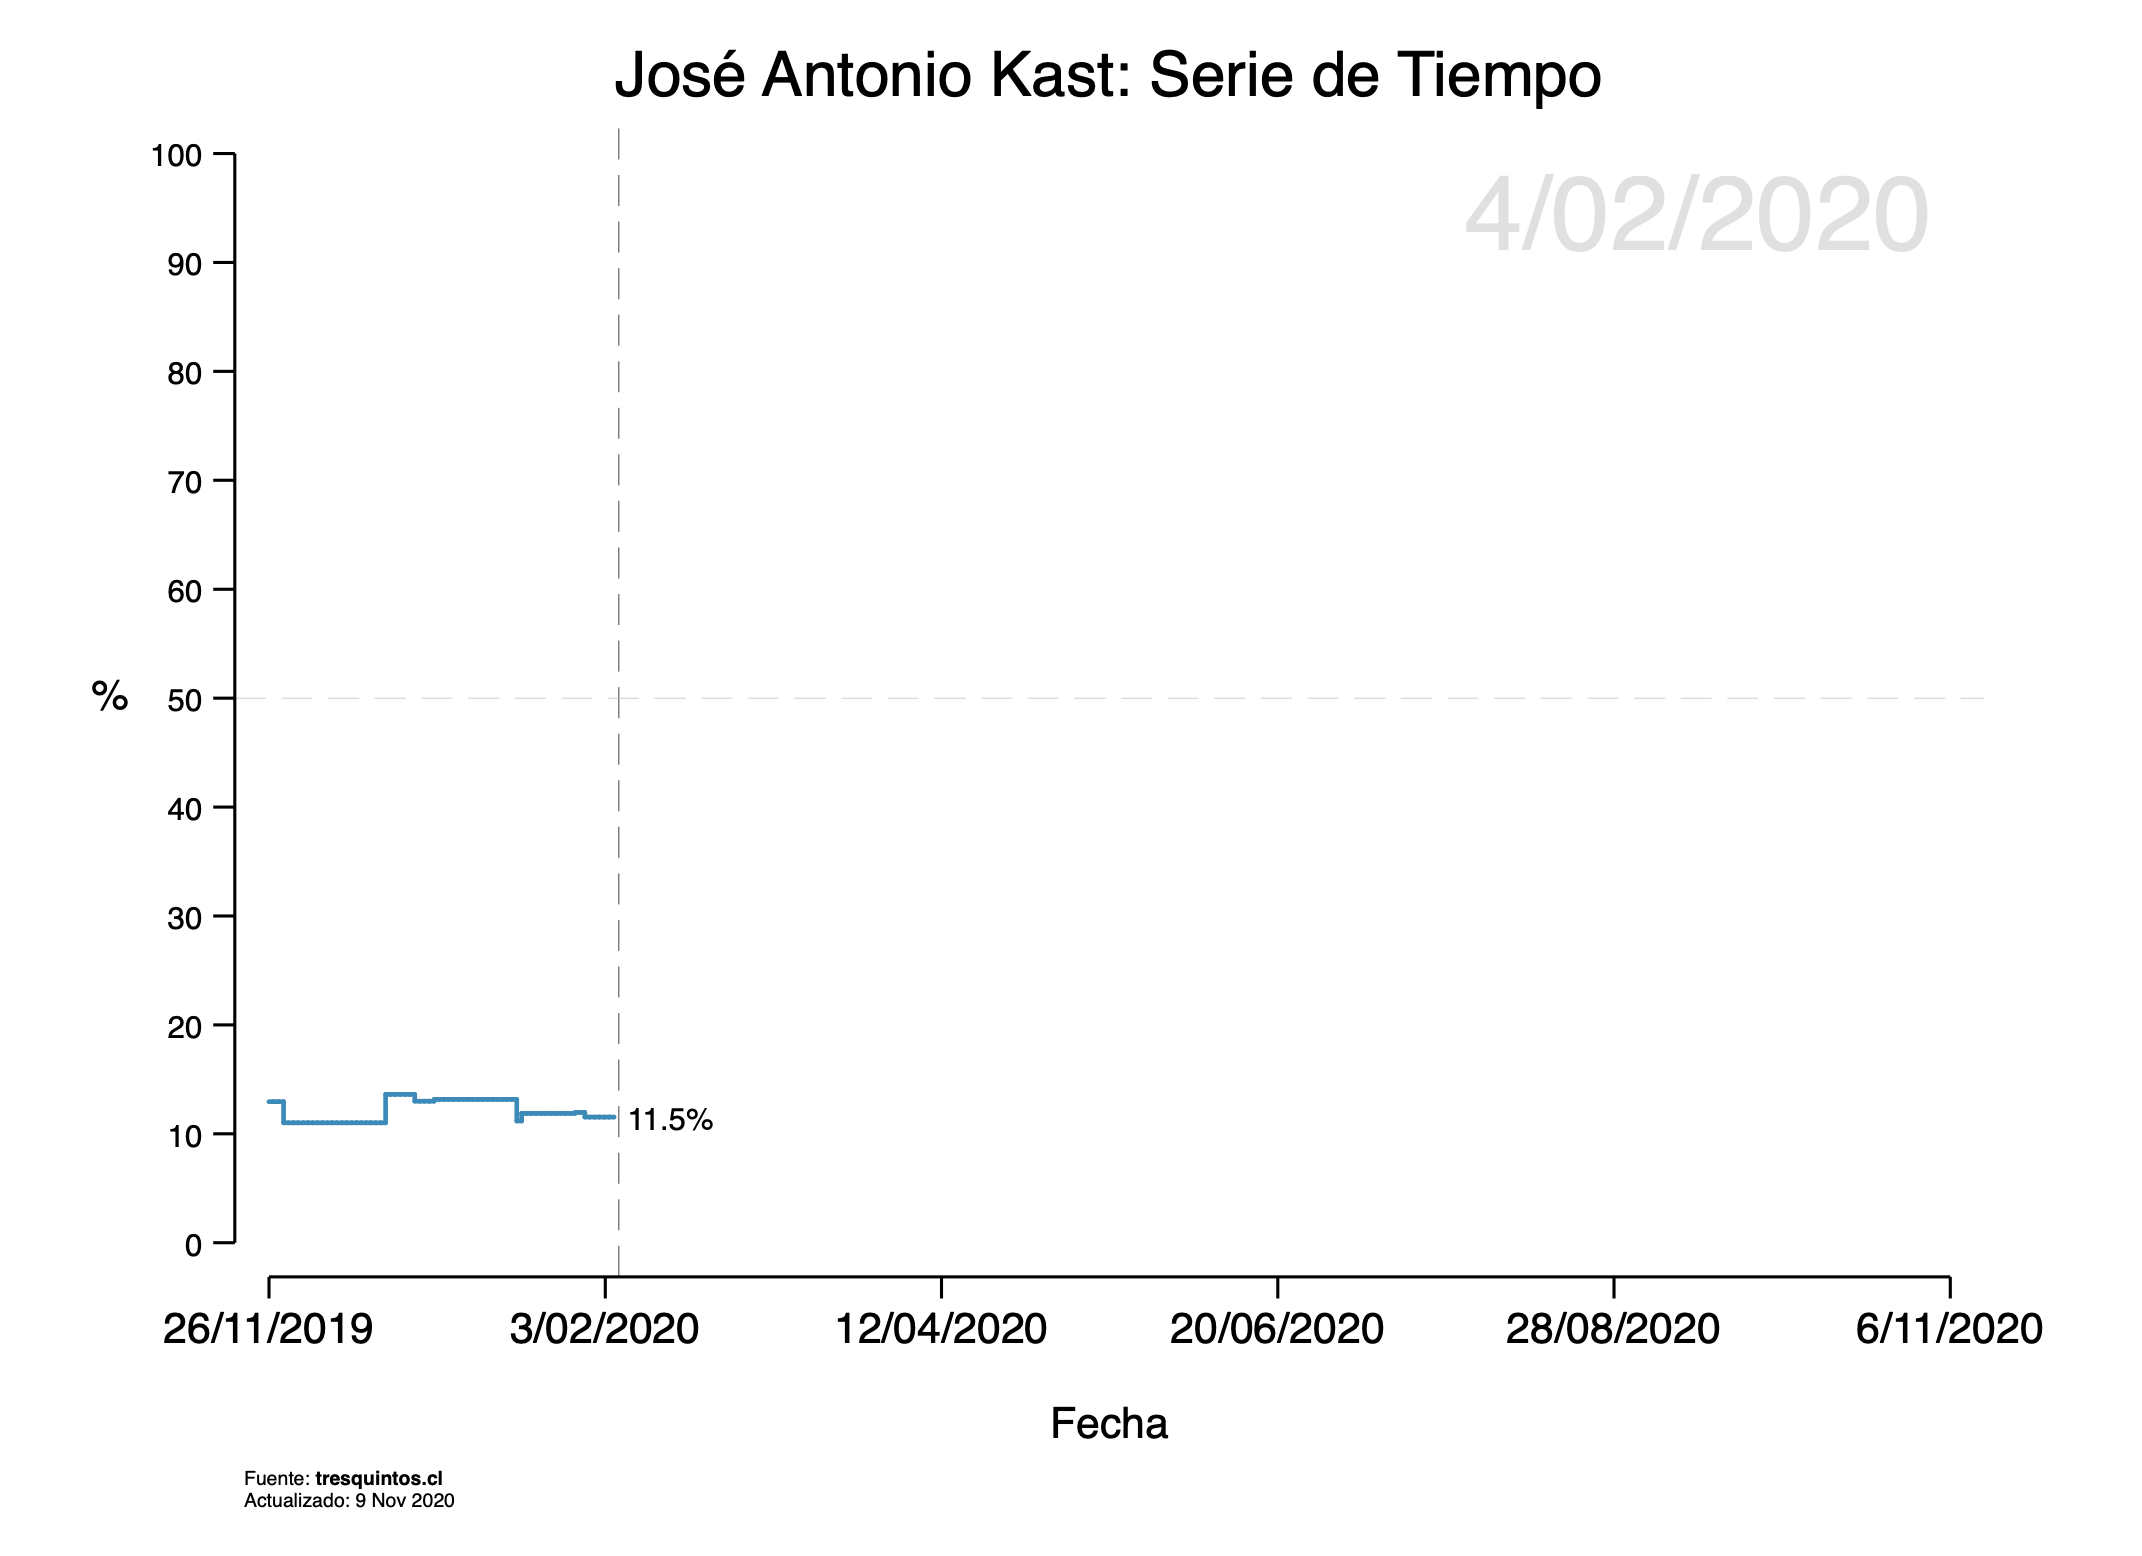 José Antonio Kast: Serie de Tiempo
4/02/2020
100
90
80
70
60
% 50
40
30
20
11.5%
10
0
26/11/2019 3/02/2020 12/04/2020 20/06/2020 28/08/2020 6/11/2020
Fecha
Fuente: tresquintos.cl
Actualizado: 9 Nov 2020